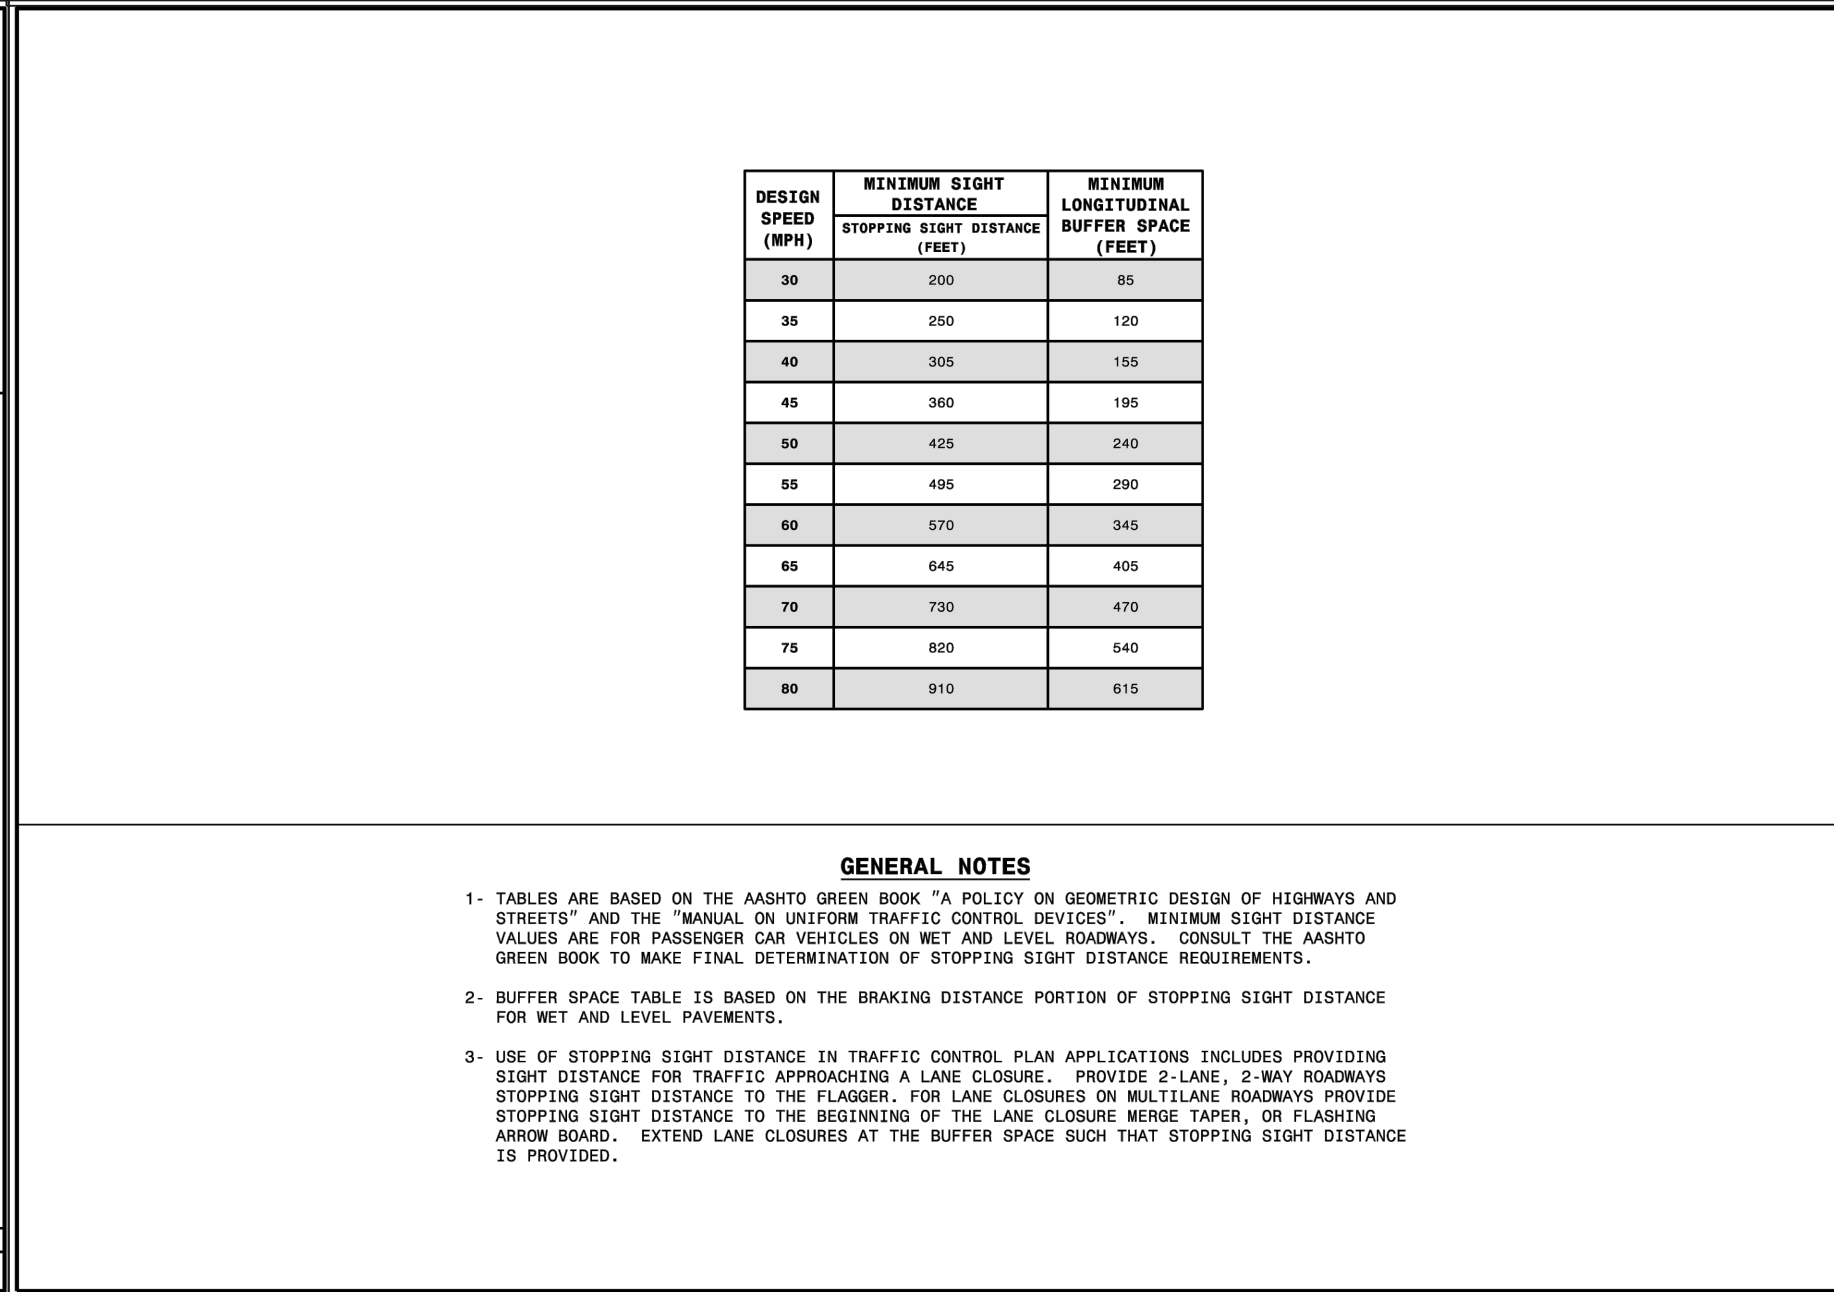 DESIGN
SPEED
(MPH)
MINIMUM SIGHT
DISTANCE
STOPPING SIGHT DISTANCE
(FEET)
MINIMUM
LONGITUDINAL
BUFFER SPACE
(FEET)
30 200 85
35 250 120
40 305 155
45 360 195
50 425 240
55 495 290
60 570 345
65 645 405
70 730 470
75 820 540
80 910 615
GENERAL NOTES
1- TABLES ARE BASED ON THE AASHTO GREEN BOOK "A POLICY ON GEOMETRIC DESIGN OF HIGHWAYS AND
STREETS" AND THE "MANUAL ON UNIFORM TRAFFIC CONTROL DEVICES". MINIMUM SIGHT DISTANCE
VALUES ARE FOR PASSENGER CAR VEHICLES ON WET AND LEVEL ROADWAYS. CONSULT THE AASHTO
GREEN BOOK TO MAKE FINAL DETERMINATION OF STOPPING SIGHT DISTANCE REQUIREMENTS.
2- BUFFER SPACE TABLE IS BASED ON THE BRAKING DISTANCE PORTION OF STOPPING SIGHT DISTANCE
FOR WET AND LEVEL PAVEMENTS.
3- USE OF STOPPING SIGHT DISTANCE IN TRAFFIC CONTROL PLAN APPLICATIONS INCLUDES PROVIDING
SIGHT DISTANCE FOR TRAFFIC APPROACHING A LANE CLOSURE. PROVIDE 2-LANE, 2-WAY ROADWAYS
STOPPING SIGHT DISTANCE TO THE FLAGGER. FOR LANE CLOSURES ON MULTILANE ROADWAYS PROVIDE
STOPPING SIGHT DISTANCE TO THE BEGINNING OF THE LANE CLOSURE MERGE TAPER, OR FLASHING
ARROW BOARD. EXTEND LANE CLOSURES AT THE BUFFER SPACE SUCH THAT STOPPING SIGHT DISTANCE
IS PROVIDED.